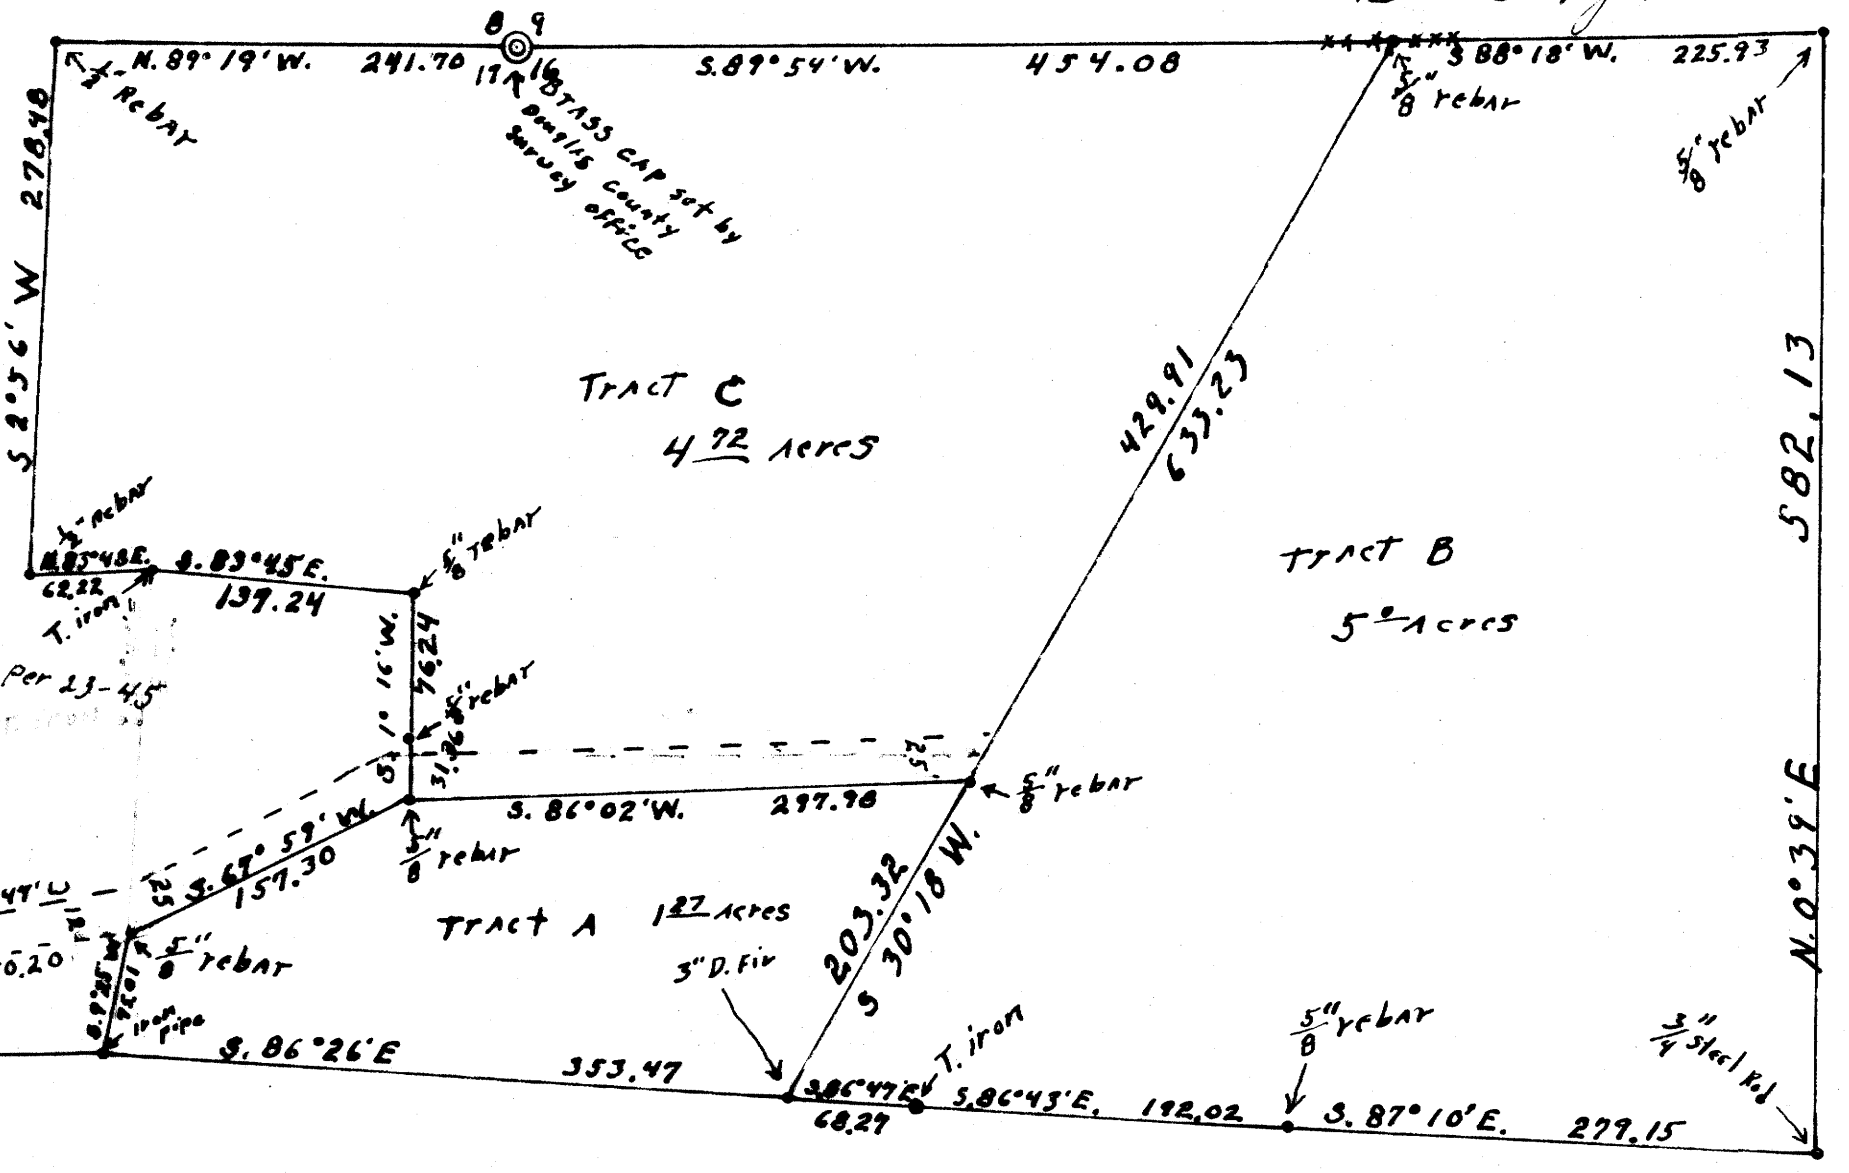 8 9
N. 89° 19' W. 241.70
17 16
S. 89° 54' W. 454.08
S 88° 18' W. 225.93
1/2" Rebar
Brass CAP set by
Douglas county
Survey office
5/8" rebar
5/8" rebar
S 2° 56' W 278.48
429.91
633.23
582.13
N. 0° 39' E
Tract C
4 72 Acres
Tract B
5 0 Acres
1/2" Rebar
62.22
T. iron
S. 83° 45 E.
139.24
5/8" rebar
S. 1° 16' W.
76.24
5/8" rebar
31.26
per 23-45
25
S. 86° 02' W. 297.98
5/8" rebar
5/8" rebar
S. 67° 59' W.
157.30
25
Tract A 1 27 Acres
203.32
S 30° 18 W.
5/8" rebar
Iron
Pipe
3" D. Fir
T. iron
5/8" rebar
3/4" Steel Rod
S. 86° 26' E 353.47
S. 86° 47' E
68.27
S. 86° 43' E. 192.02
S. 87° 10' E. 279.15